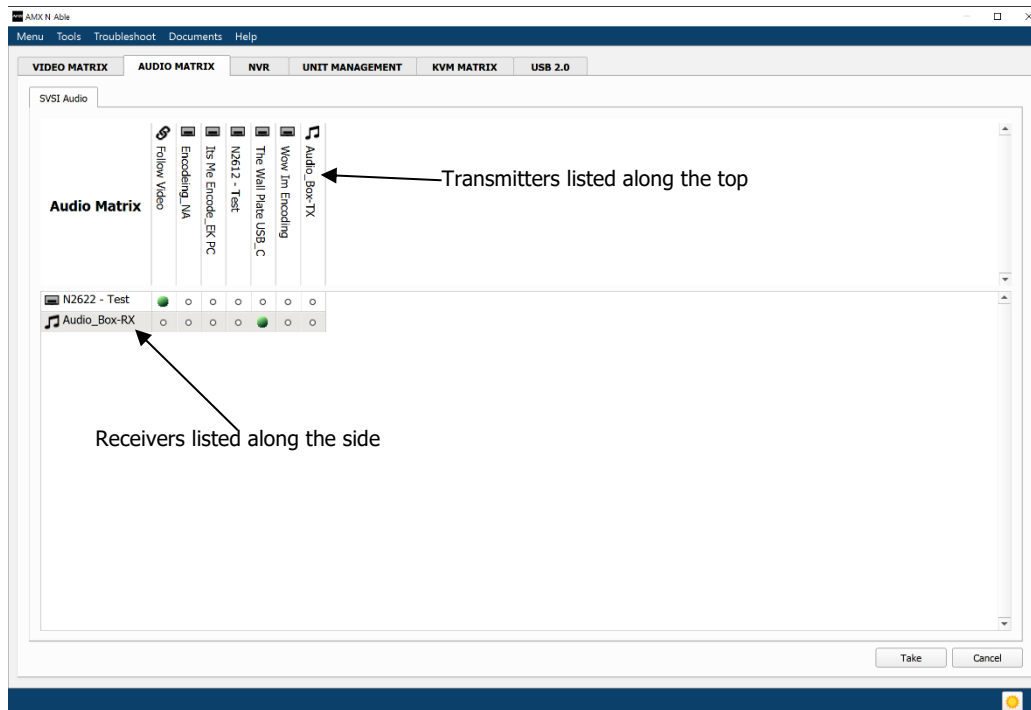 AMX N Able
Menu Tools Troubleshoot Documents Help
VIDEO MATRIX AUDIO MATRIX NVR UNIT MANAGEMENT KVM MATRIX USB 2.0
SVSI Audio
Audio Matrix
Follow Video
Encodeing_NA
Its Me Encode_EK PC
N2612 - Test
The Wall Plate USB_C
Wow Im Encoding
Audio_Box-TX
Transmitters listed along the top
N2622 - Test
Audio_Box-RX
Receivers listed along the side
Take Cancel